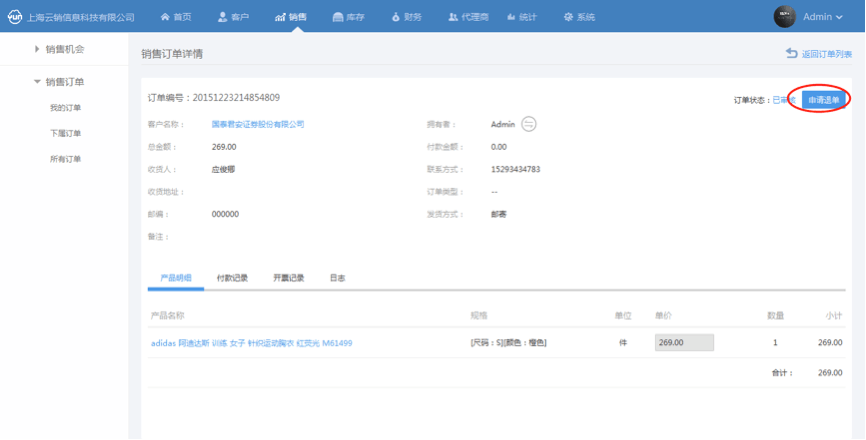 yun 上海云销信息科技有限公司 首页 客户 销售 库存 财务 代理商 统计 系统 Admin
销售机会
销售订单
我的订单
下属订单
所有订单
销售订单详情 返回订单列表
订单编号：20151223214854809 订单状态：已审核 申请退单
客户名称： 国泰君安证券股份有限公司 拥有者： Admin
总金额： 269.00 付款金额： 0.00
收货人： 应俊娜 联系方式： 15293434783
收货地址： 订单类型： --
邮编： 000000 发货方式： 邮寄
备注：
产品明细 付款记录 开票记录 日志
产品名称 规格 单位 单价 数量 小计
adidas 阿迪达斯 训练 女子 针织运动胸衣 红荧光 M61499 [尺码：S][颜色：橙色] 件 269.00 1 269.00
合计： 269.00